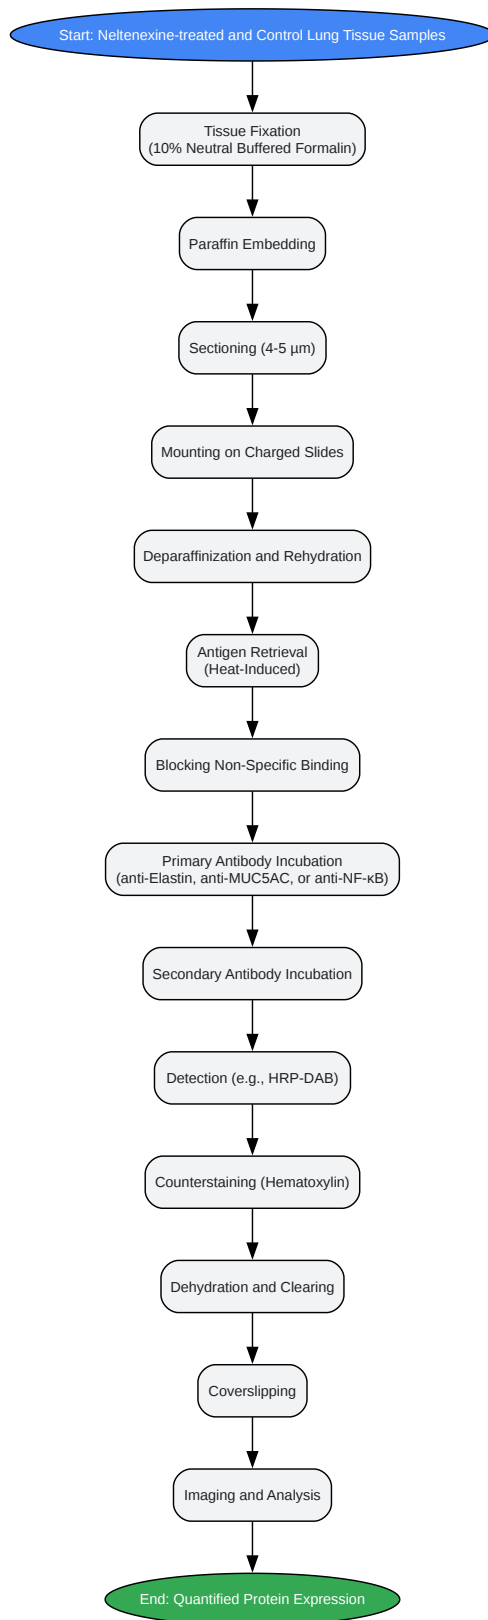 Start: Neltenexine-treated and Control Lung Tissue Samples
Tissue Fixation
(10% Neutral Buffered Formalin)
Paraffin Embedding
Sectioning (4-5 µm)
Mounting on Charged Slides
Deparaffinization and Rehydration
Antigen Retrieval
(Heat-Induced)
Blocking Non-Specific Binding
Primary Antibody Incubation
(anti-Elastin, anti-MUC5AC, or anti-NF-κB)
Secondary Antibody Incubation
Detection (e.g., HRP-DAB)
Counterstaining (Hematoxylin)
Dehydration and Clearing
Coverslipping
Imaging and Analysis
End: Quantified Protein Expression